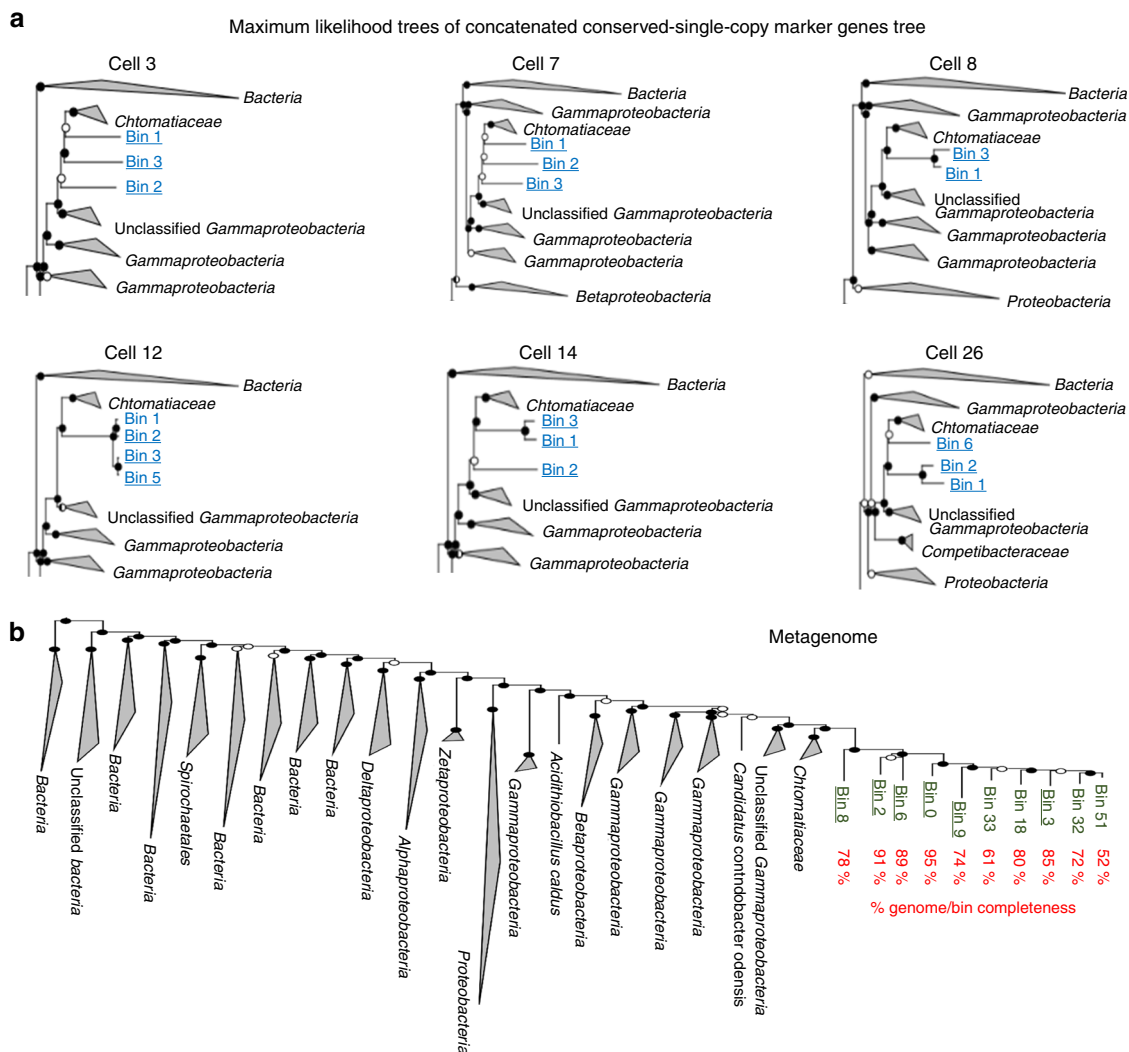 a
Maximum likelihood trees of concatenated conserved-single-copy marker genes tree
Cell 3
Bacteria
Chtomatiaceae
Bin 1
Bin 3
Bin 2
Unclassified Gammaproteobacteria
Gammaproteobacteria
Gammaproteobacteria
Cell 7
Bacteria
Gammaproteobacteria
Chtomatiaceae
Bin 1
Bin 2
Bin 3
Unclassified Gammaproteobacteria
Gammaproteobacteria
Gammaproteobacteria
Betaproteobacteria
Cell 8
Bacteria
Gammaproteobacteria
Chtomatiaceae
Bin 3
Bin 1
Unclassified
Gammaproteobacteria
Gammaproteobacteria
Gammaproteobacteria
Proteobacteria
Cell 12
Bacteria
Chtomatiaceae
Bin 1
Bin 2
Bin 3
Bin 5
Unclassified Gammaproteobacteria
Gammaproteobacteria
Gammaproteobacteria
Cell 14
Bacteria
Chtomatiaceae
Bin 3
Bin 1
Bin 2
Unclassified Gammaproteobacteria
Gammaproteobacteria
Gammaproteobacteria
Cell 26
Bacteria
Gammaproteobacteria
Chtomatiaceae
Bin 6
Bin 2
Bin 1
Unclassified
Gammaproteobacteria
Competibacteraceae
Proteobacteria
b
Metagenome
Bacteria
Unclassified bacteria
Bacteria
Bacteria
Spirochaetales
Bacteria
Bacteria
Bacteria
Bacteria
Deltaproteobacteria
Alphaproteobacteria
Zetaproteobacteria
Proteobacteria
Gammaproteobacteria
Acidithiobacillus caldus
Betaproteobacteria
Gammaproteobacteria
Gammaproteobacteria
Gammaproteobacteria
Candidatus contndobacter odensis
Unclassified Gammaproteobacteria
Chtomatiaceae
Bin 8
Bin 2
Bin 6
Bin 0
Bin 9
Bin 33
Bin 18
Bin 3
Bin 32
Bin 51
78 %
91 %
89 %
95 %
74 %
61 %
80 %
85 %
72 %
52 %
% genome/bin completeness